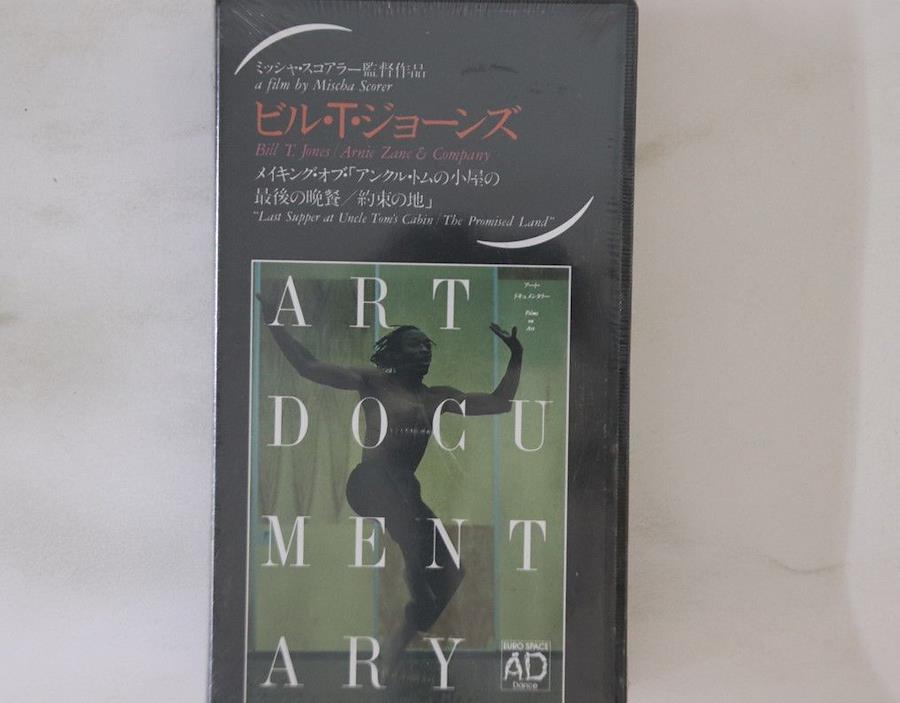 ミッシャ・スコアラー監督作品
a film by Mischa Scorer
ビル・T・ジョーンズ
Bill T. Jones / Arnie Zane & Company
メイキング・オブ・「アンクル・トムの小屋の
最後の晩餐／約束の地」
"Last Supper at Uncle Tom's Cabin / The Promised Land"
ART
アート・
ドキュメンタリー
Films
on
Art
DOCU
MENT
ARY
EURO SPACE
AD
Dance